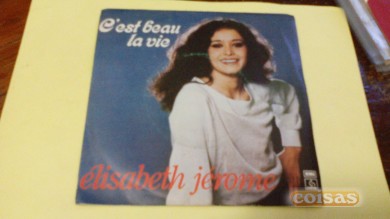 C'est beau
la vie
élisabeth jérome
coisas